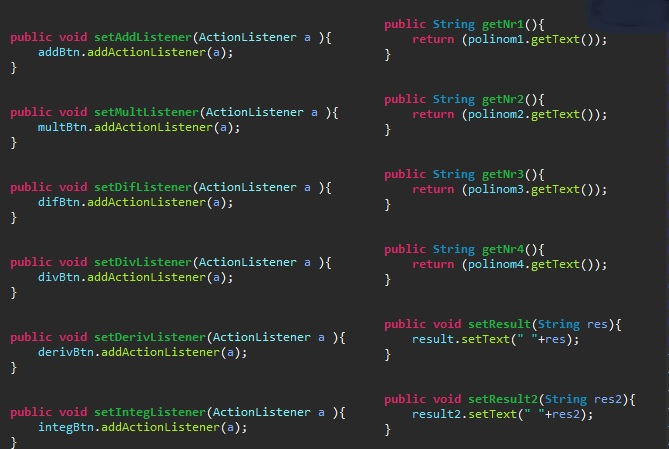 public void setAddListener(ActionListener a ){
addBtn.addActionListener(a);
}
public void setMultListener(ActionListener a ){
multBtn.addActionListener(a);
}
public void setDifListener(ActionListener a ){
difBtn.addActionListener(a);
}
public void setDivListener(ActionListener a ){
divBtn.addActionListener(a);
}
public void setDerivListener(ActionListener a ){
derivBtn.addActionListener(a);
}
public void setIntegListener(ActionListener a ){
integBtn.addActionListener(a);
}
public String getNr1(){
return (polinom1.getText());
}
public String getNr2(){
return (polinom2.getText());
}
public String getNr3(){
return (polinom3.getText());
}
public String getNr4(){
return (polinom4.getText());
}
public void setResult(String res){
result.setText(" "+res);
}
public void setResult2(String res2){
result2.setText(" "+res2);
}